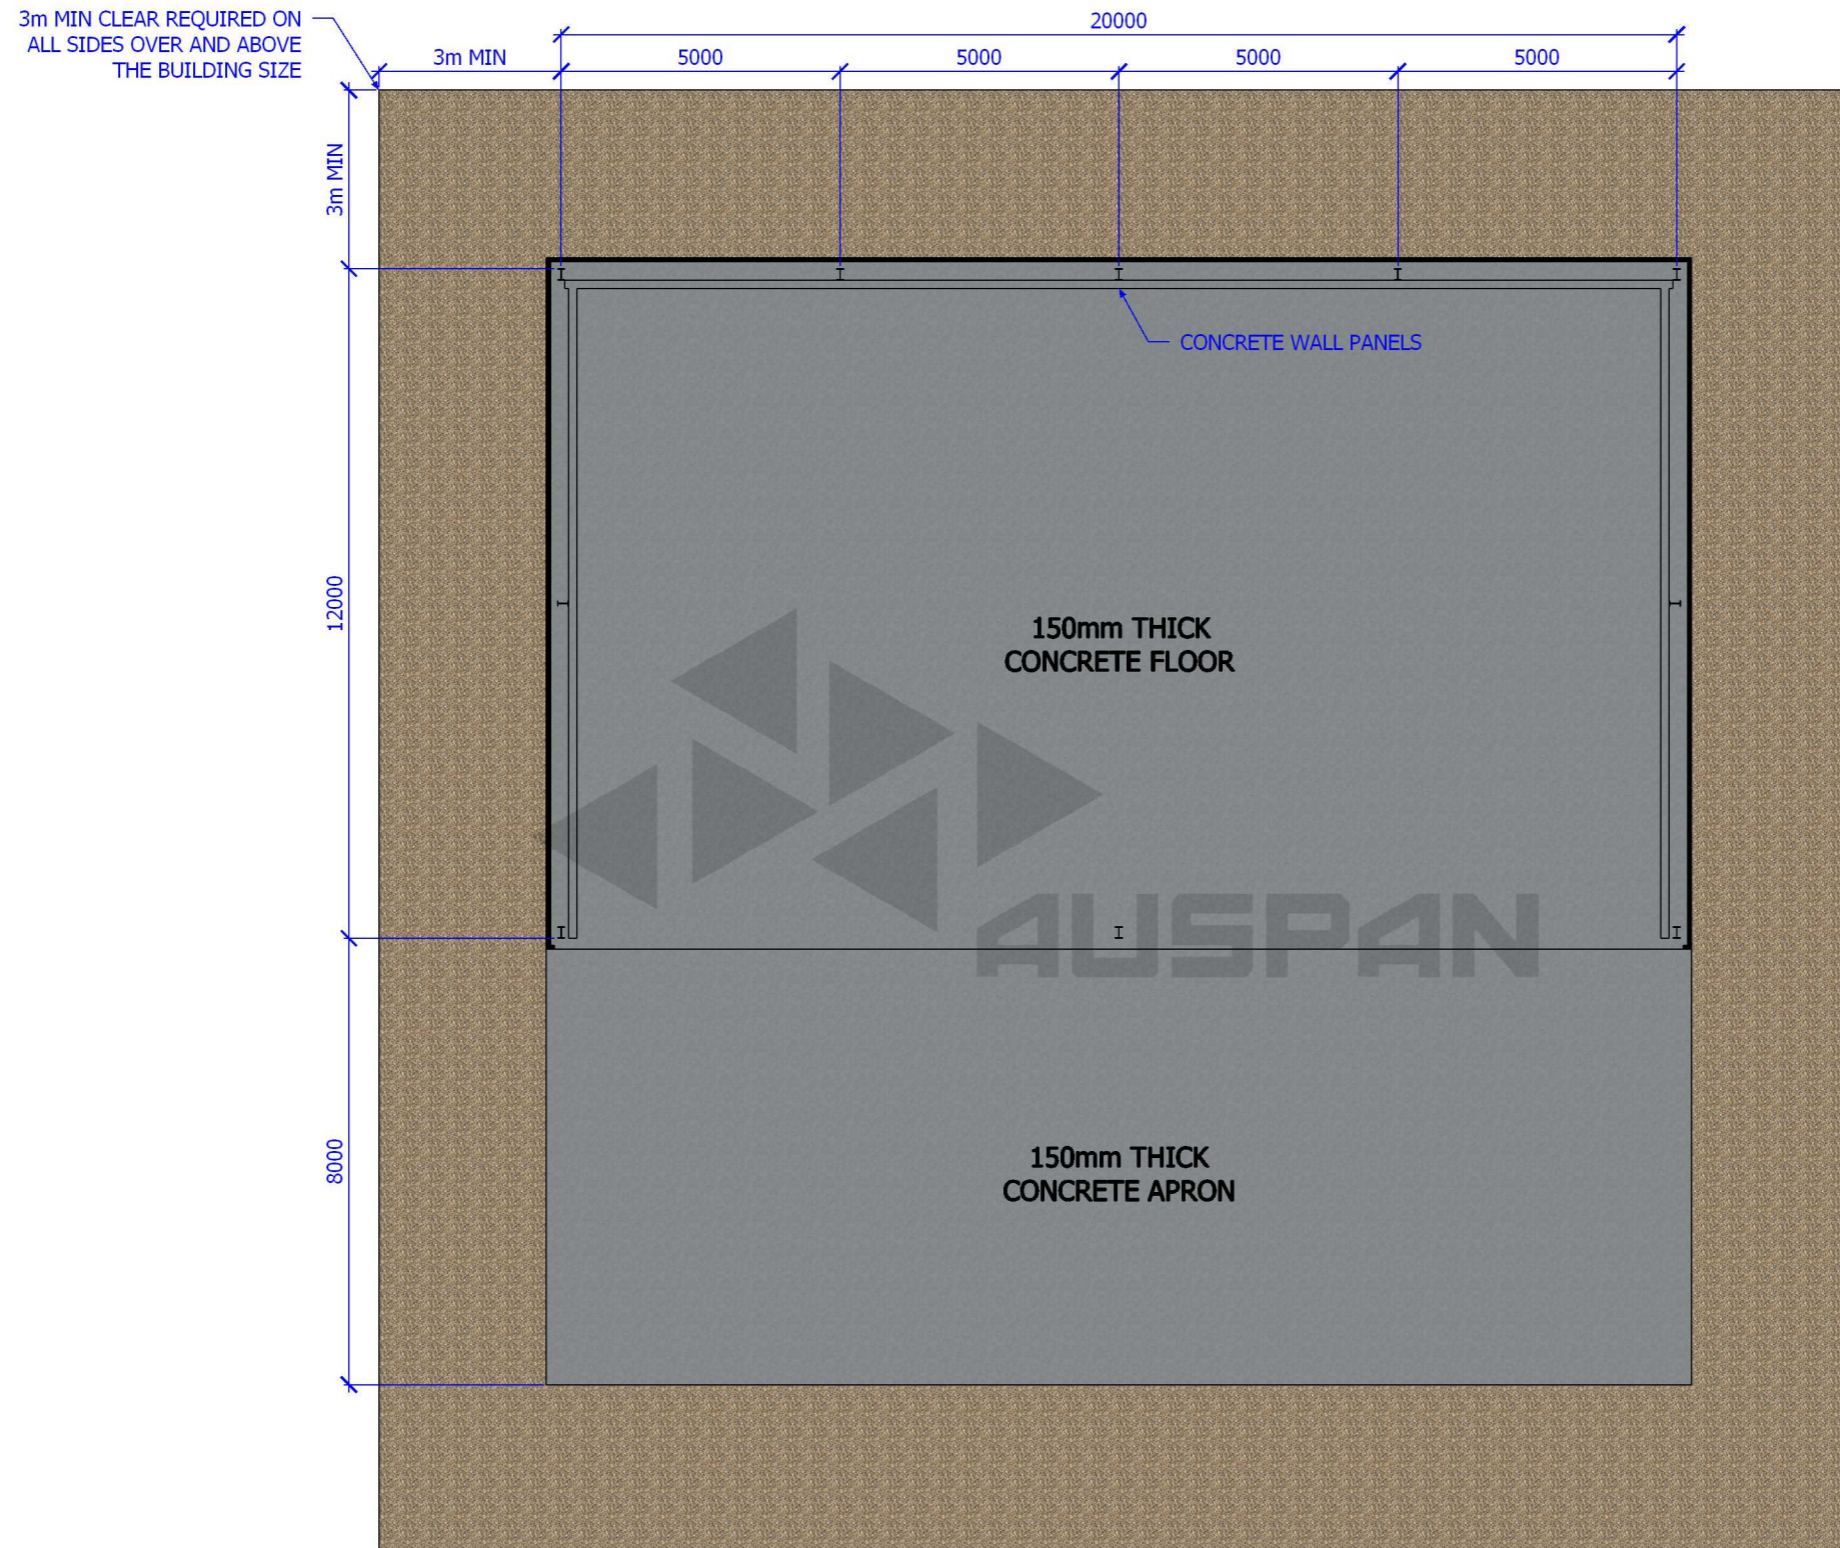 3m MIN CLEAR REQUIRED ON
ALL SIDES OVER AND ABOVE
THE BUILDING SIZE
20000
3m MIN
5000
5000
5000
5000
3m MIN
CONCRETE WALL PANELS
12000
150mm THICK
CONCRETE FLOOR
AUSPAN
8000
150mm THICK
CONCRETE APRON